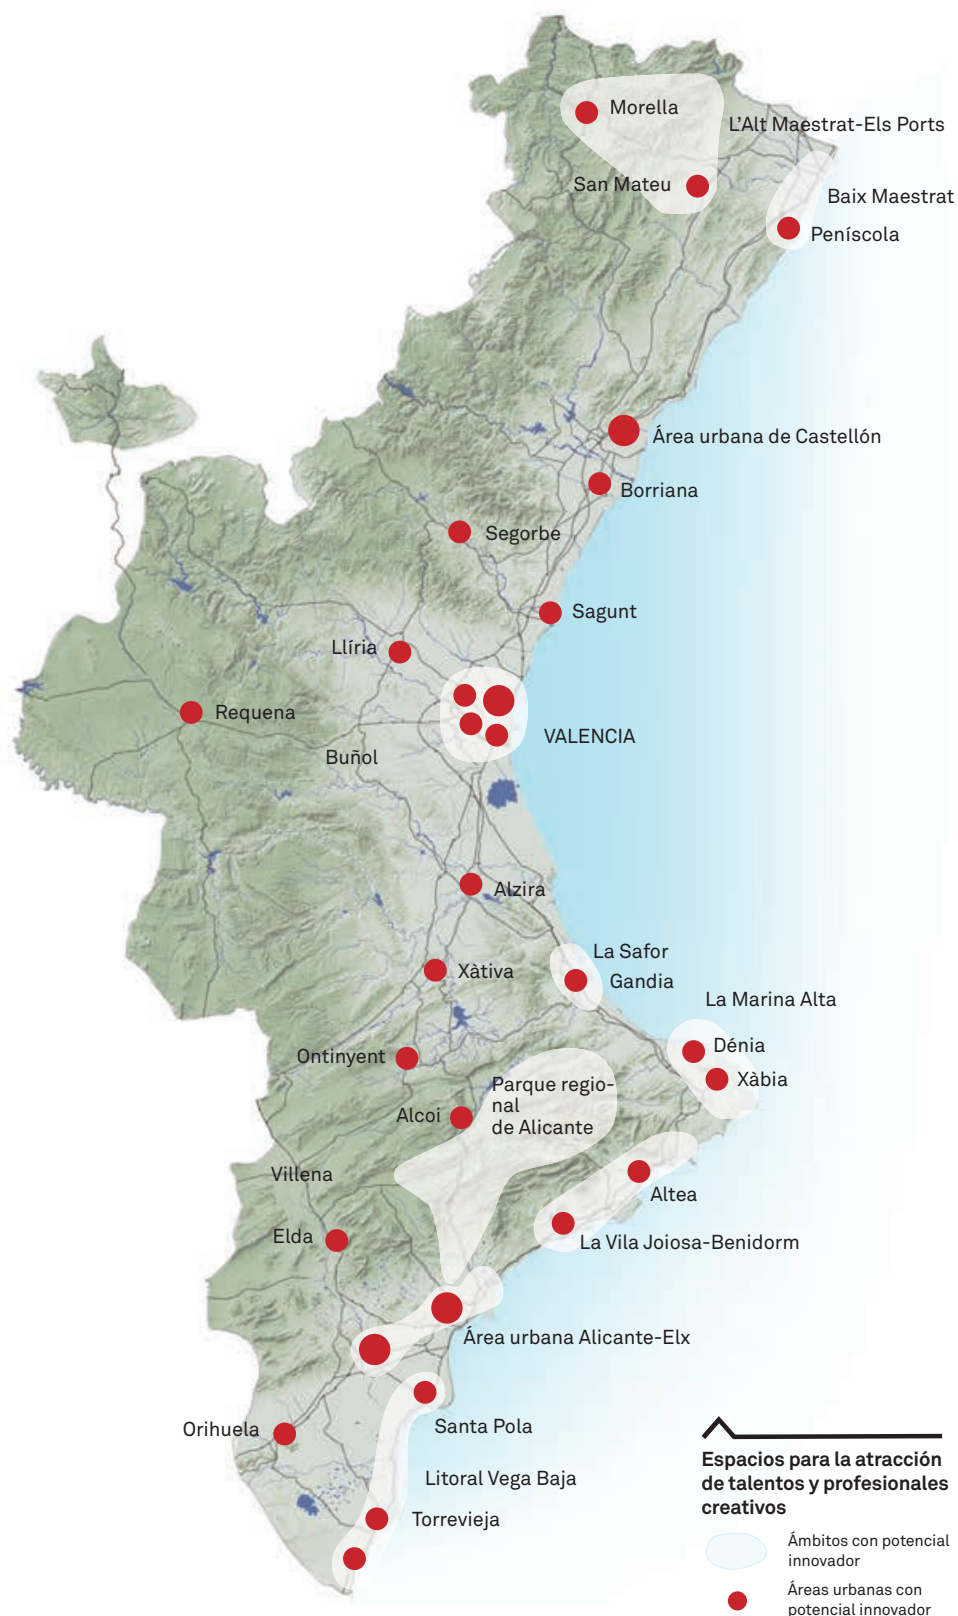 Morella
L’Alt Maestrat-Els Ports
San Mateu
Baix Maestrat
Peníscola
Área urbana de Castellón
Borriana
Segorbe
Sagunt
Llíria
Requena
VALENCIA
Buñol
Alzira
La Safor
Xàtiva
Gandia
La Marina Alta
Dénia
Ontinyent
Xàbia
Parque regio-
nal
de Alicante
Alcoi
Villena
Altea
Elda
La Vila Joiosa-Benidorm
Área urbana Alicante-Elx
Santa Pola
Orihuela
Litoral Vega Baja
Torrevieja
Espacios para la atracción
de talentos y profesionales
creativos
Ámbitos con potencial
innovador
Áreas urbanas con
potencial innovador